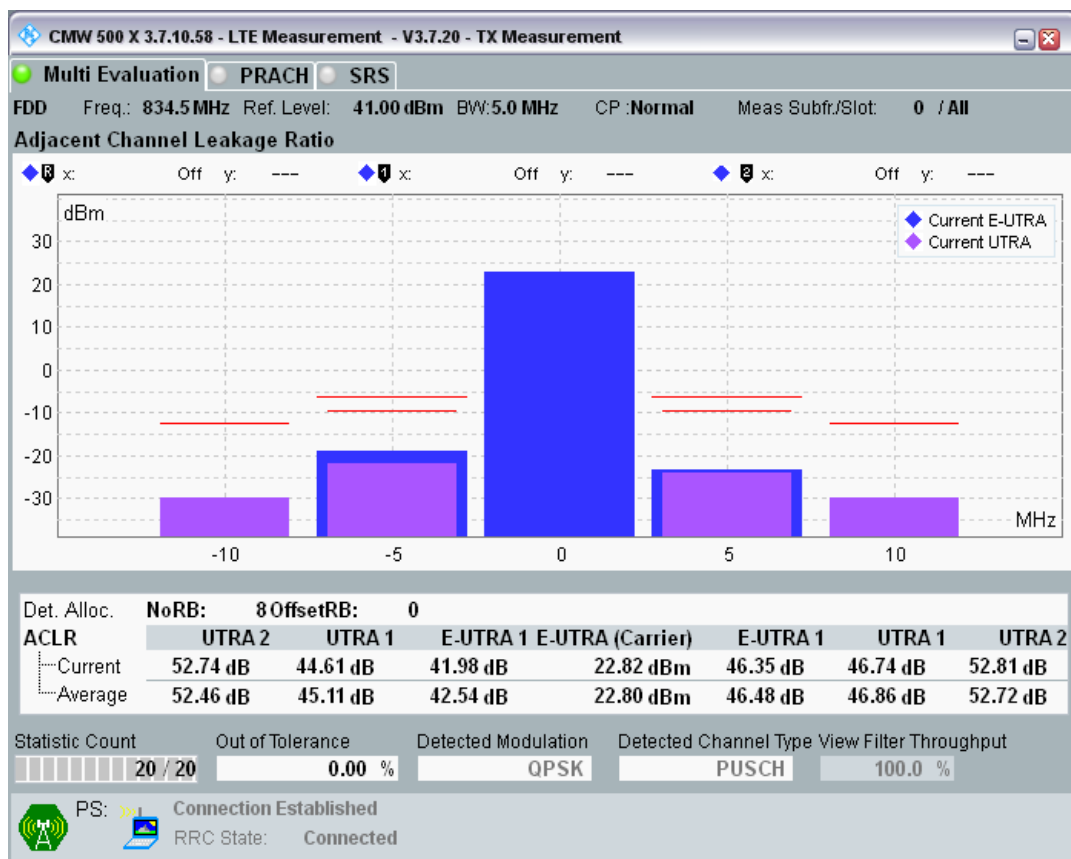 CMW 500 X 3.7.10.58 - LTE Measurement - V3.7.20 - TX Measurement
Multi Evaluation PRACH SRS
FDD Freq.: 834.5 MHz Ref. Level: 41.00 dBm BW:5.0 MHz CP :Normal Meas Subfr./Slot: 0 / All
Adjacent Channel Leakage Ratio
R x: Off y: --- 1 x: Off y: --- 2 x: Off y: ---
dBm
Current E-UTRA
Current UTRA
30
20
10
0
-10
-20
-30
MHz
-10 -5 0 5 10
Det. Alloc. NoRB: 8 OffsetRB: 0
ACLR UTRA 2 UTRA 1 E-UTRA 1 E-UTRA (Carrier) E-UTRA 1 UTRA 1 UTRA 2
Current 52.74 dB 44.61 dB 41.98 dB 22.82 dBm 46.35 dB 46.74 dB 52.81 dB
Average 52.46 dB 45.11 dB 42.54 dB 22.80 dBm 46.48 dB 46.86 dB 52.72 dB
Statistic Count Out of Tolerance Detected Modulation Detected Channel Type View Filter Throughput
20 / 20 0.00 % QPSK PUSCH 100.0 %
PS: Connection Established
RRC State: Connected